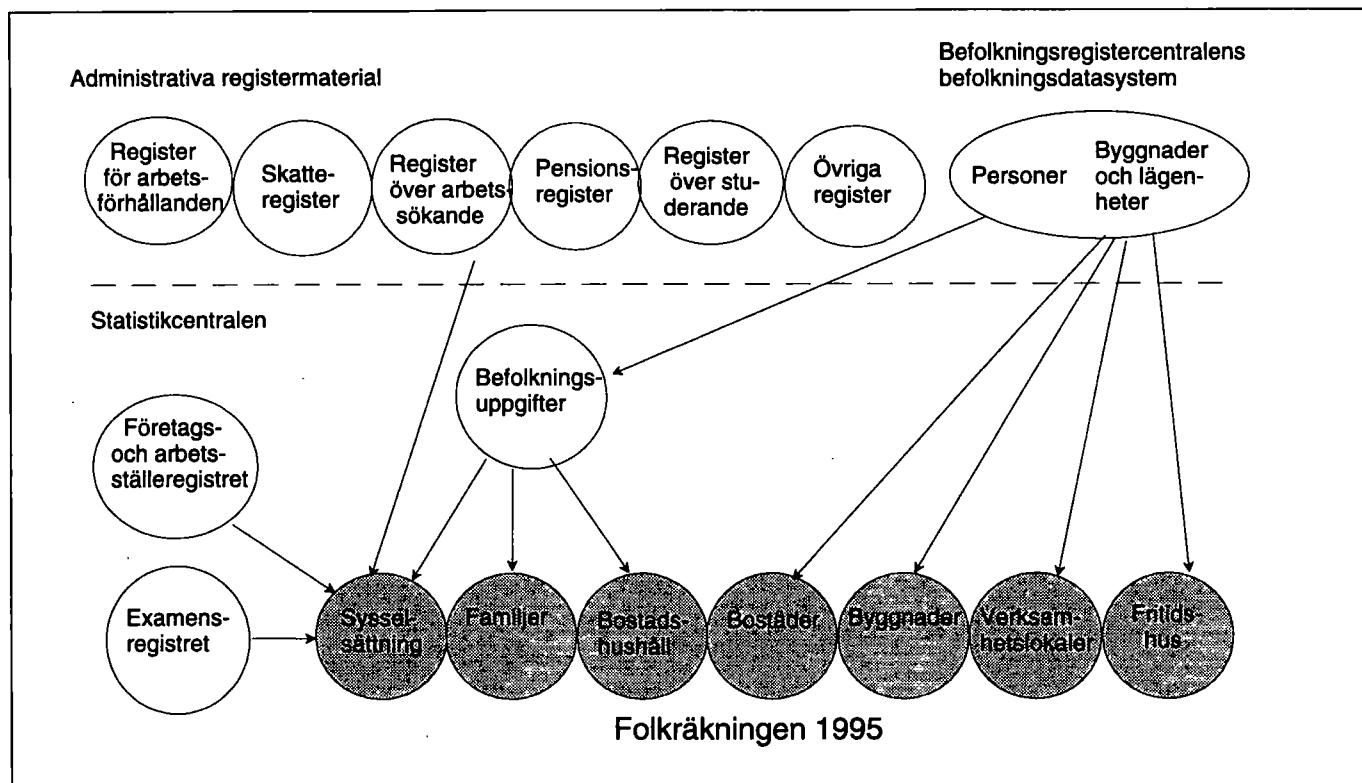 Administrativa registermaterial
Befolkningsregistercentralens
befolkningsdatasystem
Register
för arbets-
förhållanden
Skatte-
register
Register
över arbets-
sökande
Pensions-
register
Register
över stu-
derande
Övriga
register
Personer
Byggnader
och lägen-
heter
Statistikcentralen
Befolknings-
uppgifter
Företags-
och arbets-
ställeregistret
Examens-
registret
Syssel-
sättning
Familjer
Bostads-
hushåll
Bostäder
Byggnader
Verksam-
hetslokaler
Fritids-
hus
Folkräkningen 1995